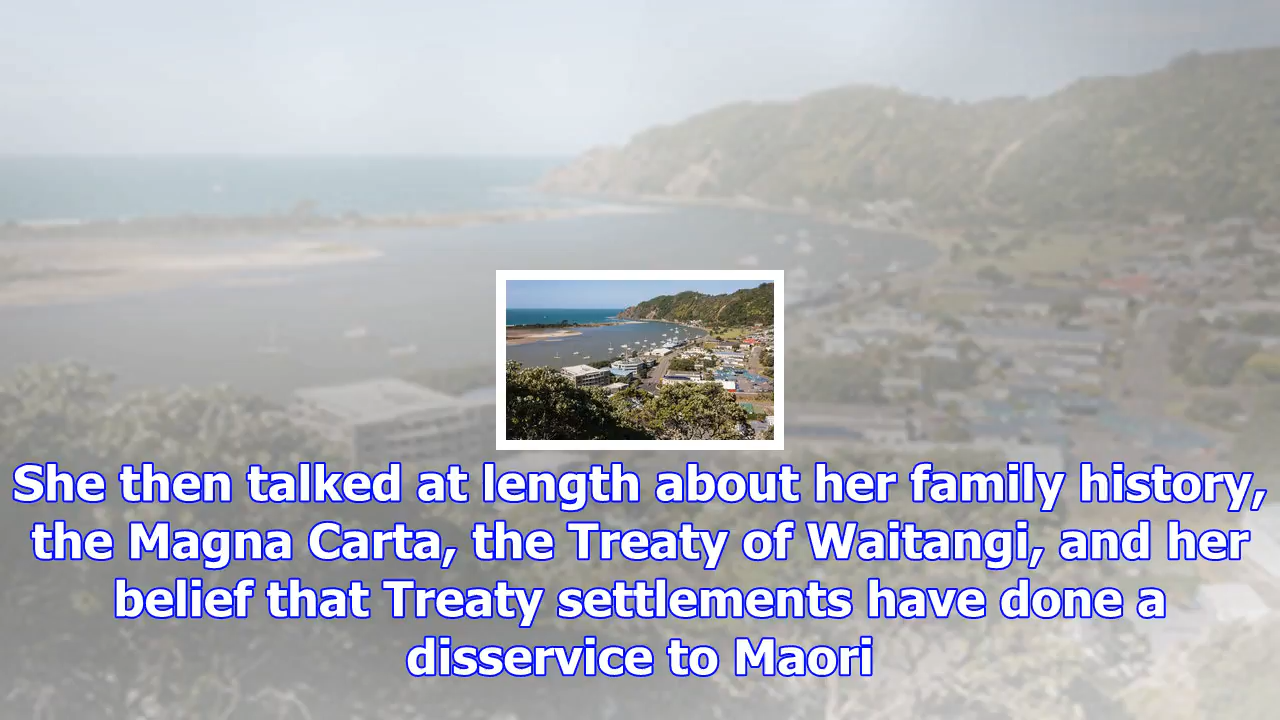 She then talked at length about her family history,
the Magna Carta, the Treaty of Waitangi, and her
belief that Treaty settlements have done a
disservice to Maori